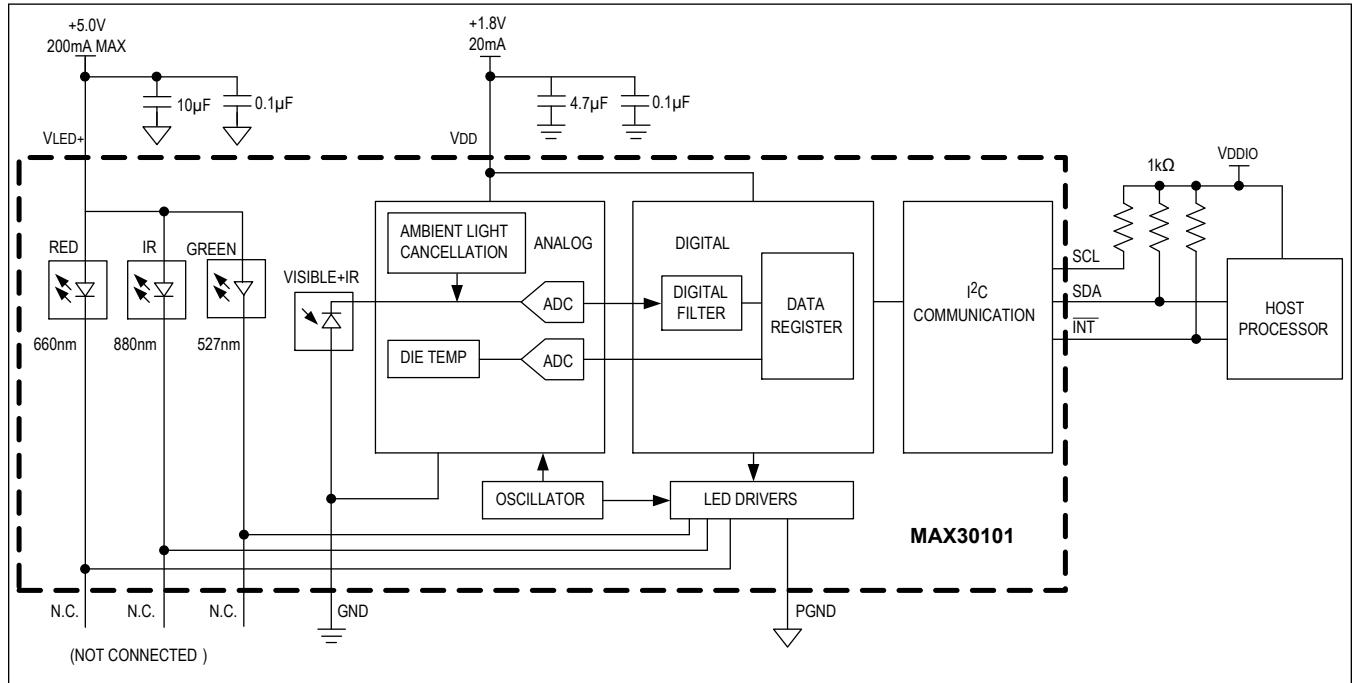 +5.0V
200mA MAX
+1.8V
20mA
10µF
0.1µF
4.7µF
0.1µF
VLED+
VDD
VDDIO
1kΩ
RED
IR
GREEN
VISIBLE+IR
AMBIENT LIGHT
CANCELLATION
ANALOG
DIGITAL
ADC
DIGITAL
FILTER
DATA
REGISTER
I2C
COMMUNICATION
SCL
SDA
INT
HOST
PROCESSOR
660nm
880nm
527nm
DIE TEMP
ADC
OSCILLATOR
LED DRIVERS
MAX30101
N.C.
N.C.
N.C.
GND
PGND
(NOT CONNECTED )